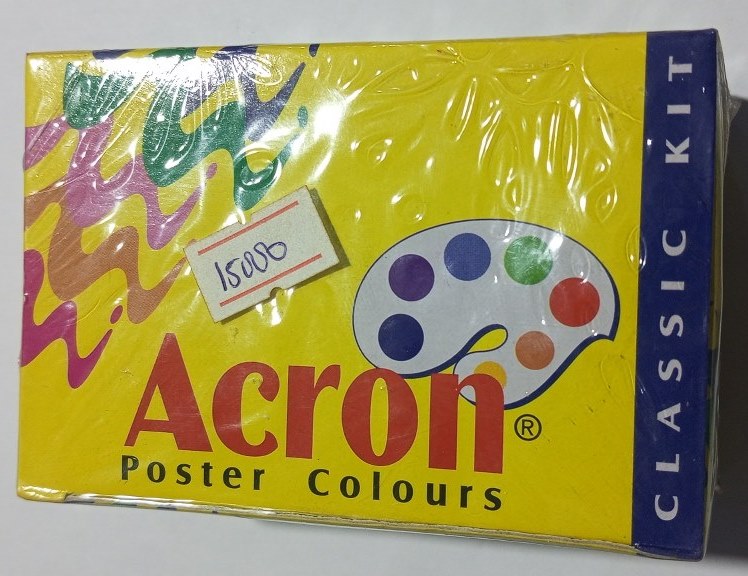 15000
Acron®
Poster Colours
CLASSIC KIT